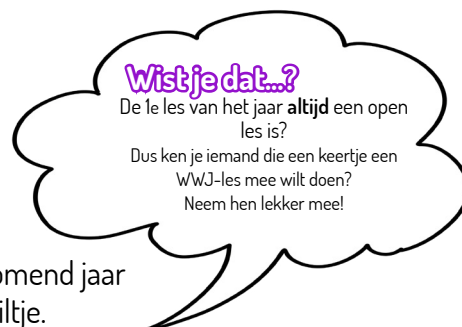 Wist je dat...?
De 1e les van het jaar altijd een open
les is?
Dus ken je iemand die een keertje een
WWJ-les mee wilt doen?
Neem hen lekker mee!
omend jaar
iltje.